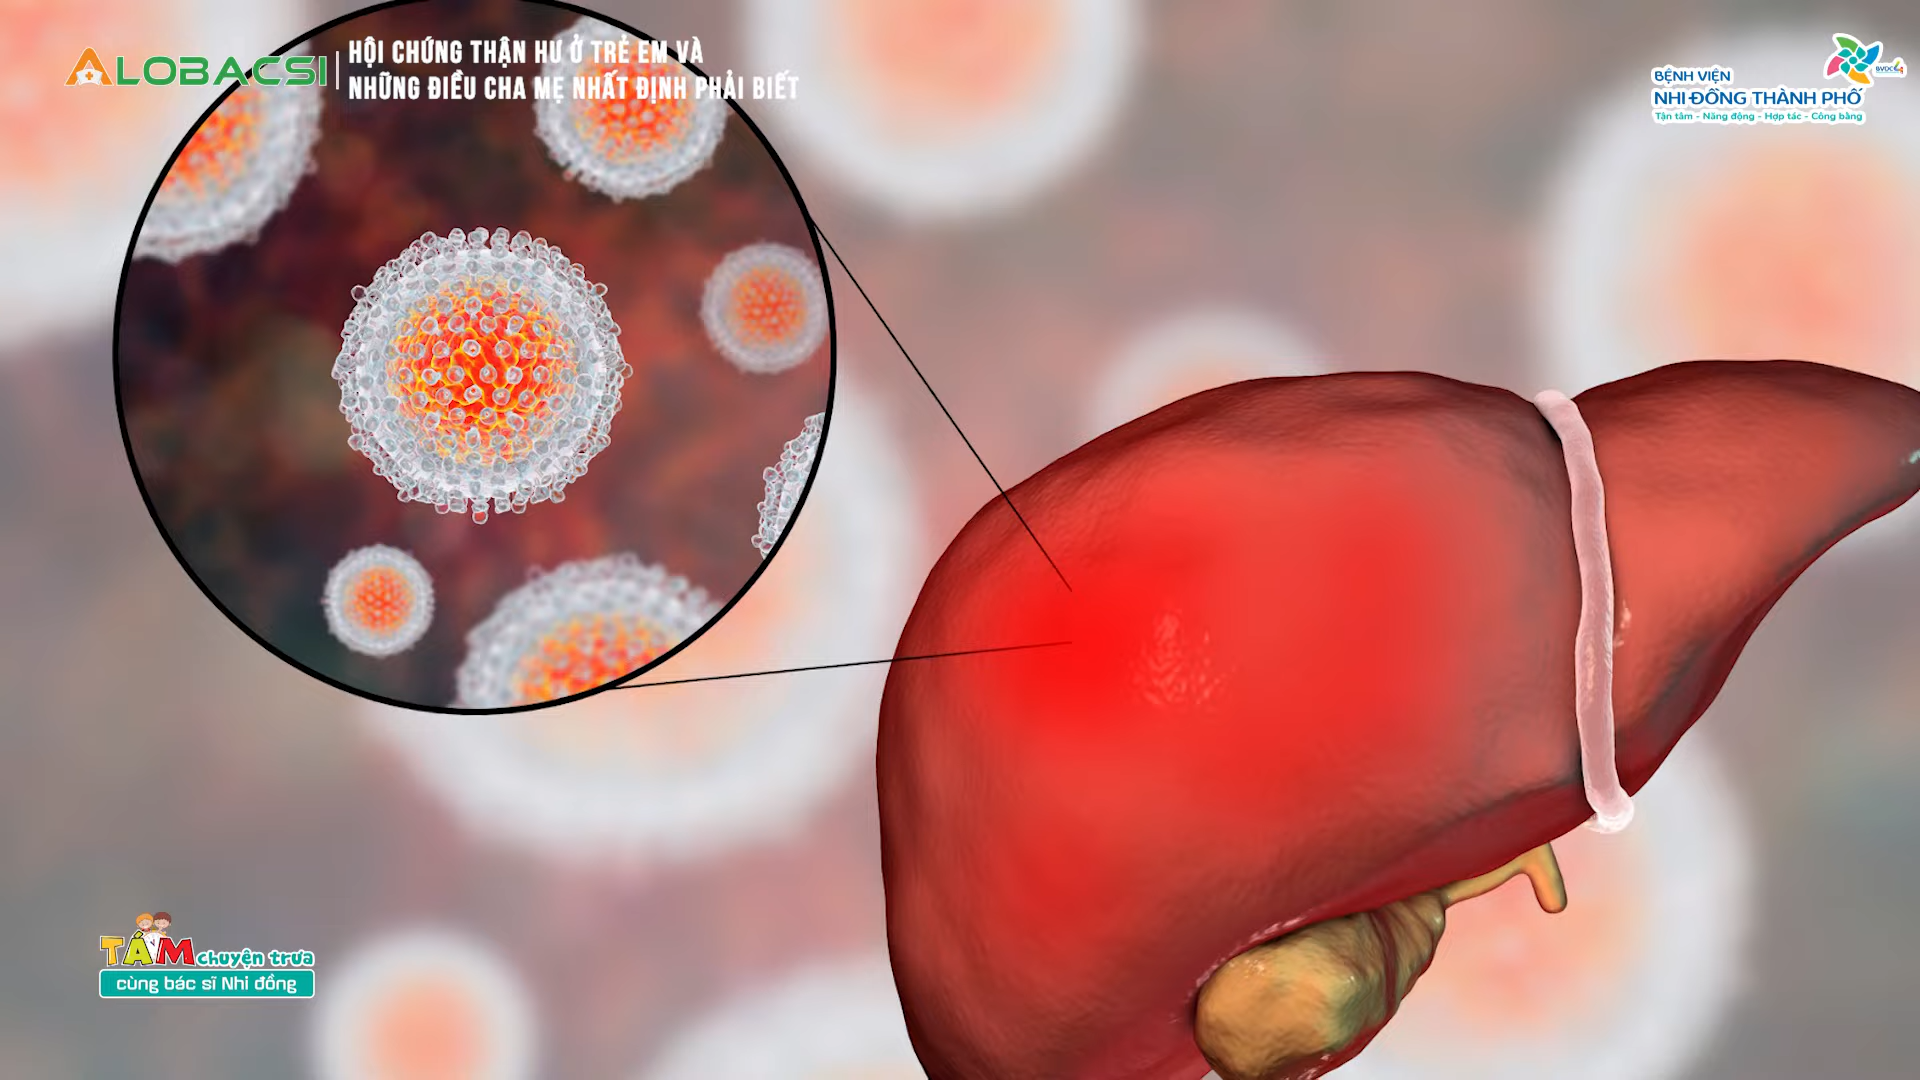 ALOBACSI
HỘI CHỨNG THẬN HƯ Ở TRẺ EM VÀ
NHỮNG ĐIỀU CHA MẸ NHẤT ĐỊNH PHẢI BIẾT
BỆNH VIỆN
NHI ĐỒNG THÀNH PHỐ
Tận tâm - Năng động - Hợp tác - Công bằng
TÁM chuyện trưa
cùng bác sĩ Nhi đồng